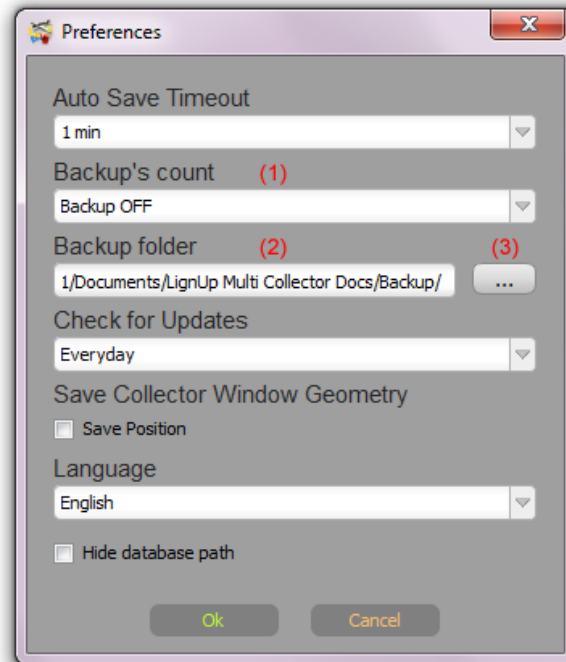 Preferences
Auto Save Timeout
1 min
Backup's count (1)
Backup OFF
Backup folder (2) (3)
1/Documents/LignUp Multi Collector Docs/Backup/ ...
Check for Updates
Everyday
Save Collector Window Geometry
Save Position
Language
English
Hide database path
Ok Cancel